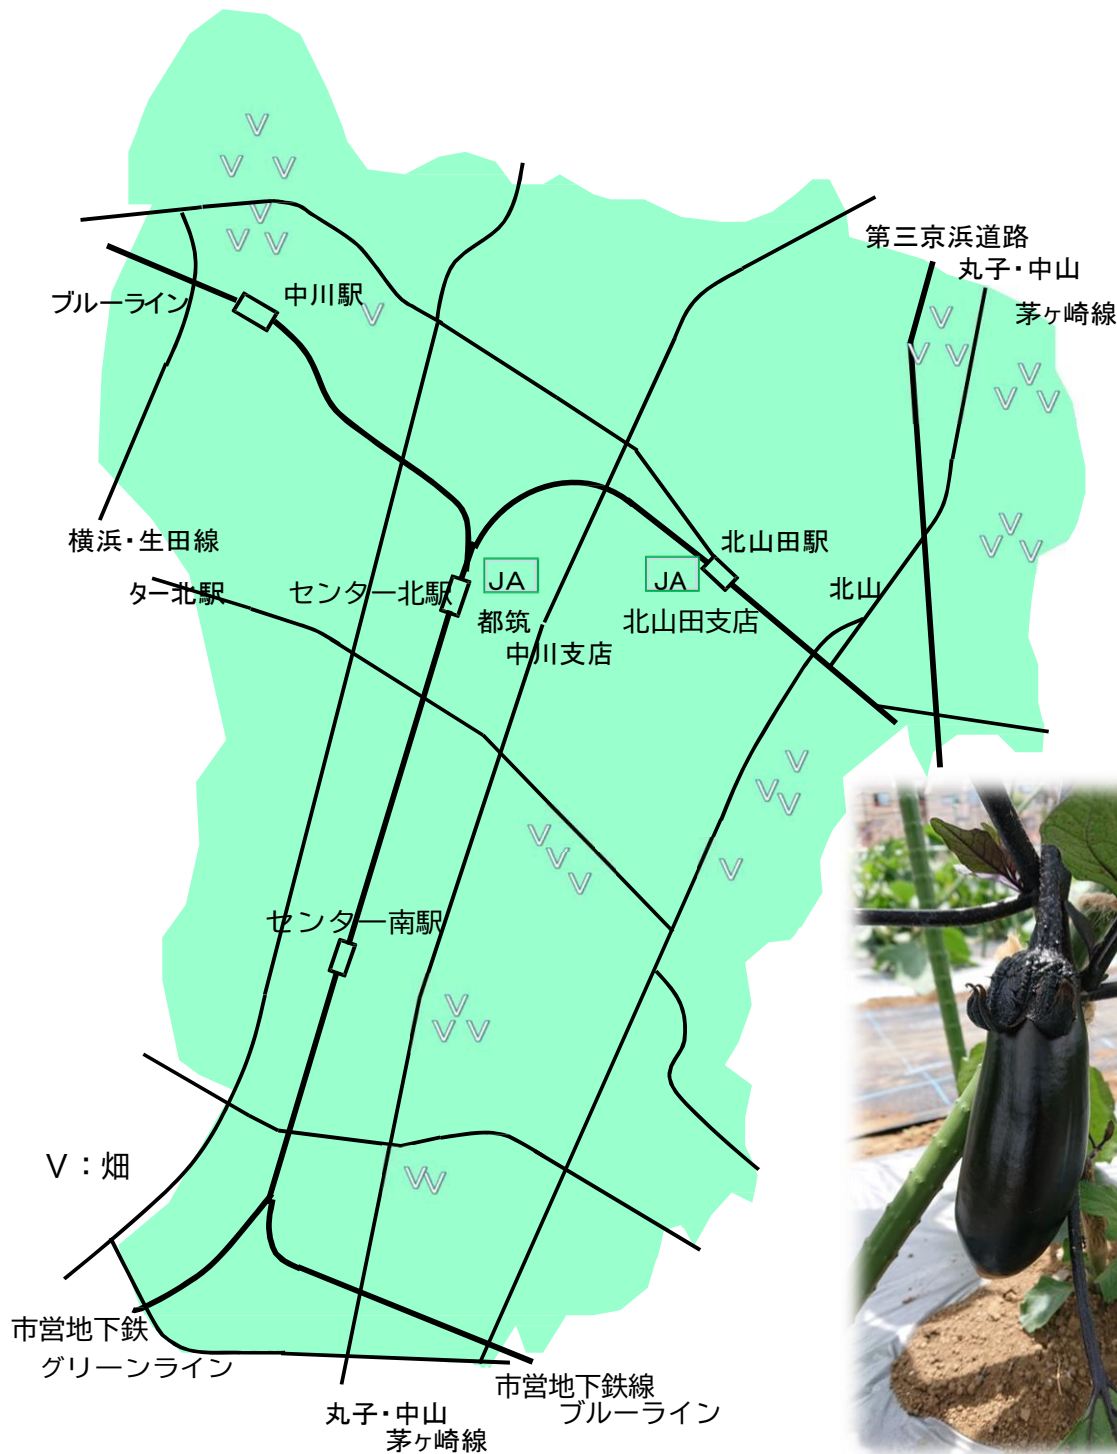 第三京浜道路
丸子・中山
茅ヶ崎線
ブルーライン
中川駅
横浜・生田線
ター北駅
センター北駅
JA
都筑
中川支店
JA
北山田駅
北山田支店
北山
センター南駅
V：畑
市営地下鉄
グリーンライン
丸子・中山
茅ヶ崎線
市営地下鉄線
ブルーライン